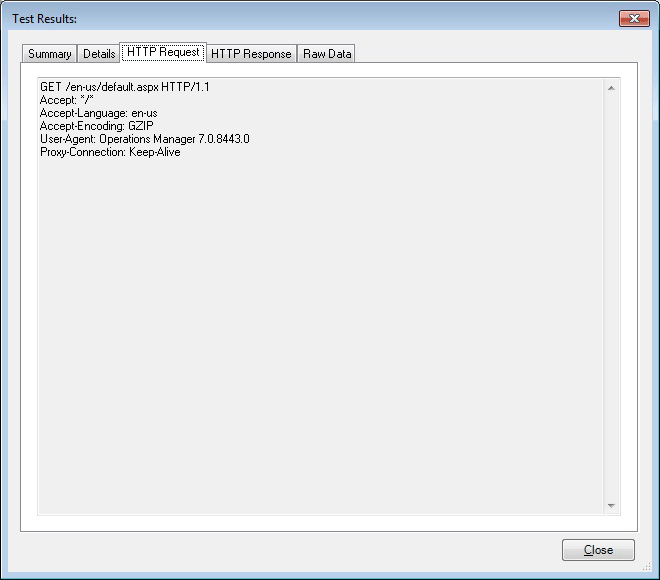 Test Results:
Summary Details HTTP Request HTTP Response Raw Data
GET /en-us/default.aspx HTTP/1.1
Accept: */*
Accept-Language: en-us
Accept-Encoding: GZIP
User-Agent: Operations Manager 7.0.8443.0
Proxy-Connection: Keep-Alive
Close